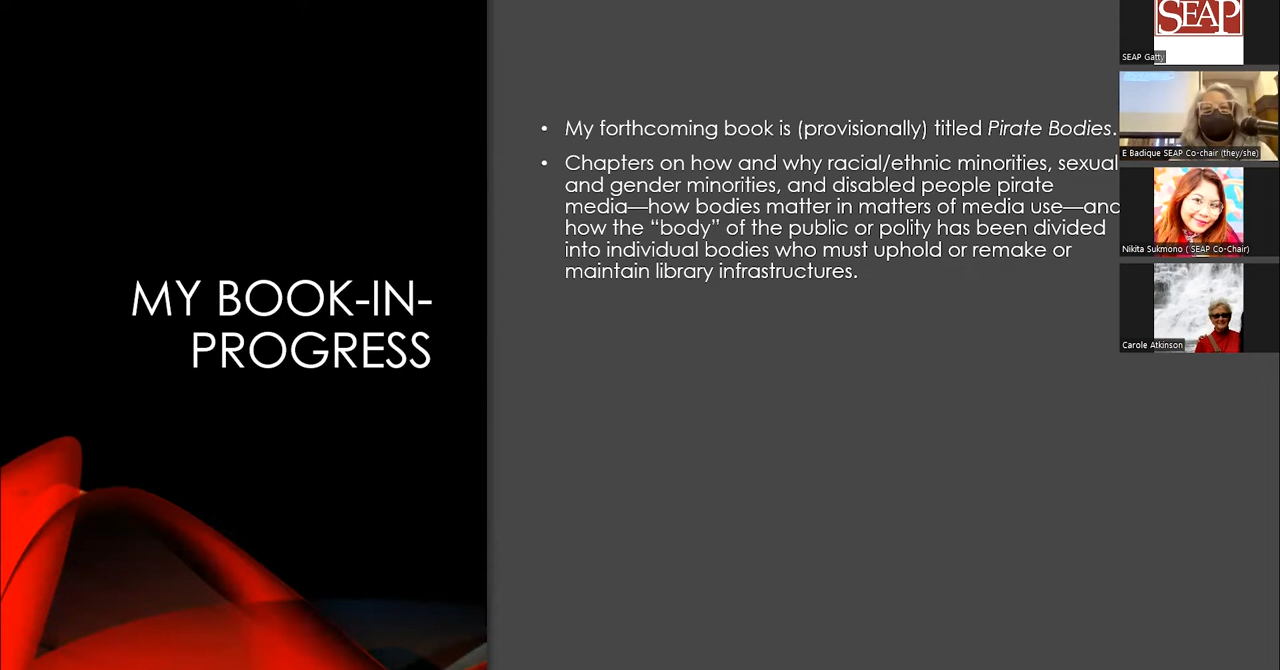 MY BOOK-IN-
PROGRESS
• My forthcoming book is (provisionally) titled Pirate Bodies.
• Chapters on how and why racial/ethnic minorities, sexual
and gender minorities, and disabled people pirate
media—how bodies matter in matters of media use—and
how the “body” of the public or polity has been divided
into individual bodies who must uphold or remake or
maintain library infrastructures.
SEAP
SEAP Gatty
E Badique SEAP Co-chair (they/she)
Nikita Sukmono ( SEAP Co-Chair)
Carole Atkinson